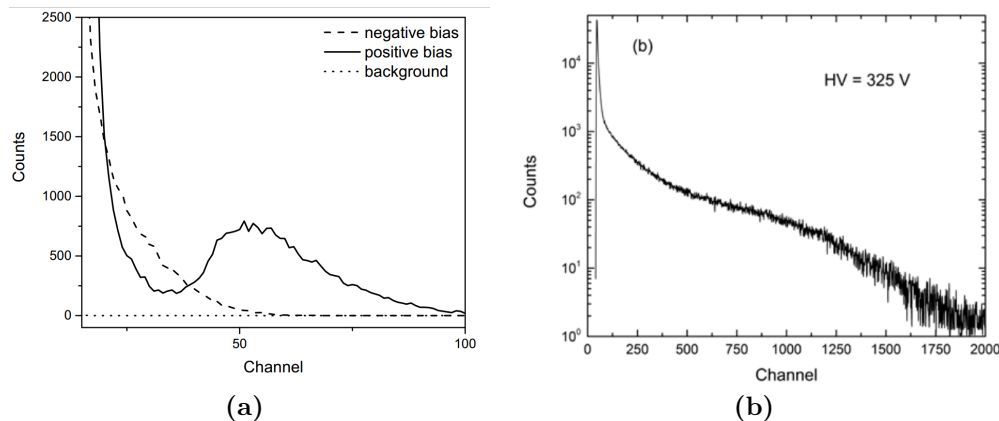 2500
2000
1500
1000
500
0
50
100
Counts
Channel
negative bias
positive bias
background
(a)
10⁴
10³
10²
10¹
10⁰
0 250 500 750 1000 1250 1500 1750 2000
Counts
Channel
(b)
HV = 325 V
(b)